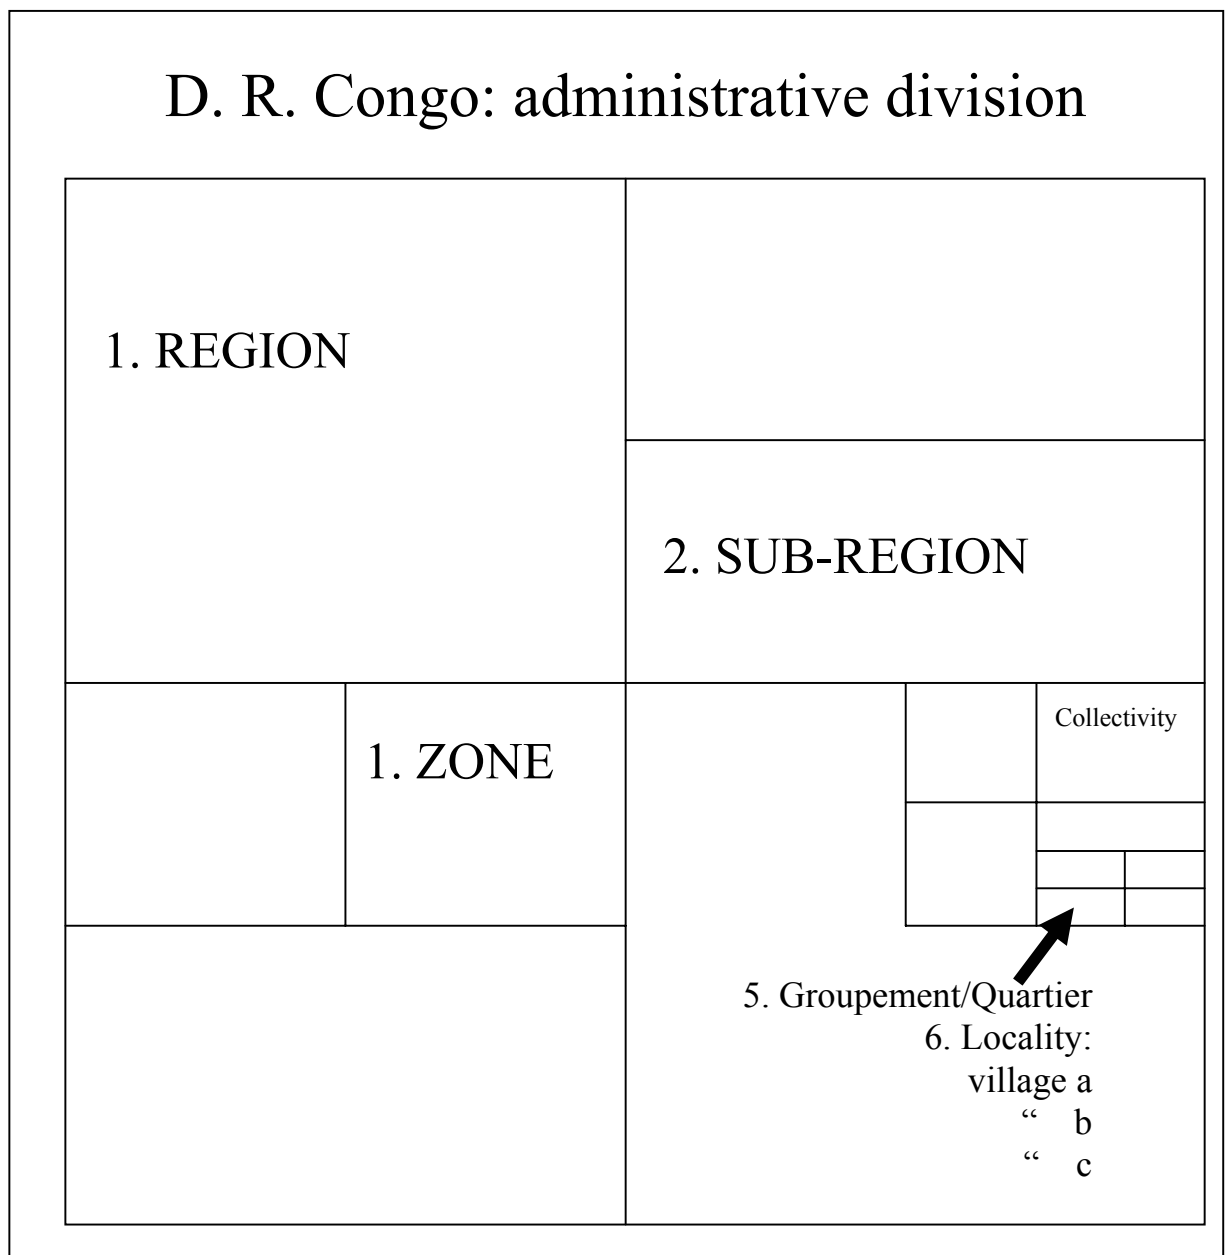 D. R. Congo: administrative division
1. REGION
2. SUB-REGION
1. ZONE
Collectivity
5. Groupement/Quartier
6. Locality:
village a
“ b
“ c